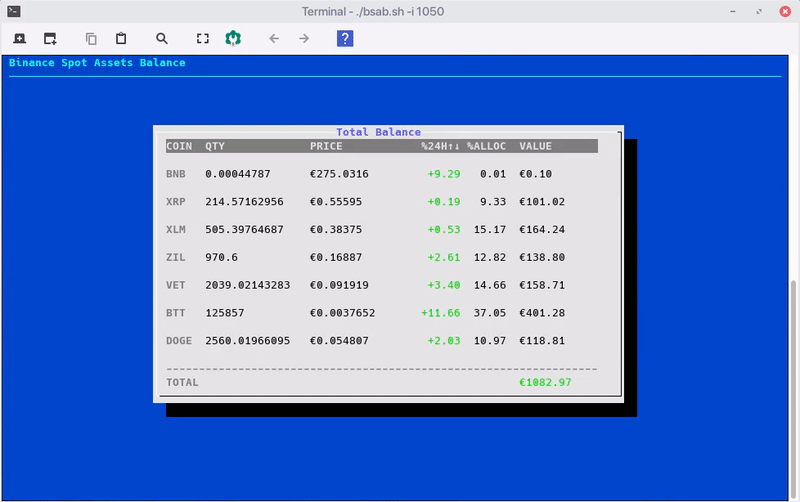 Terminal - ./bsab.sh -i 1050
?
Binance Spot Assets Balance
Total Balance
COIN QTY PRICE %24H↑↓ %ALLOC VALUE
BNB 0.00044787 €275.0316 +9.29 0.01 €0.10
XRP 214.57162956 €0.55595 +0.19 9.33 €101.02
XLM 505.39764687 €0.38375 +0.53 15.17 €164.24
ZIL 970.6 €0.16887 +2.61 12.82 €138.80
VET 2039.02143283 €0.091919 +3.40 14.66 €158.71
BTT 125857 €0.0037652 +11.66 37.05 €401.28
DOGE 2560.01966095 €0.054807 +2.03 10.97 €118.81
TOTAL €1082.97